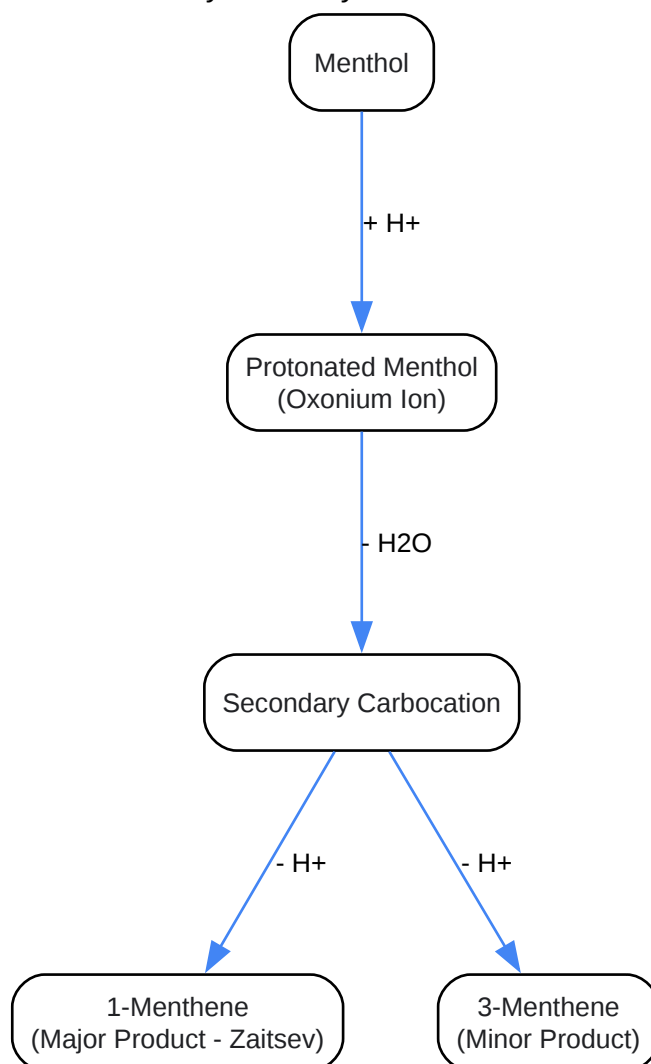 Menthol
+ H+
Protonated Menthol
(Oxonium Ion)
- H2O
Secondary Carbocation
- H+
- H+
1-Menthene
(Major Product - Zaitsev)
3-Menthene
(Minor Product)